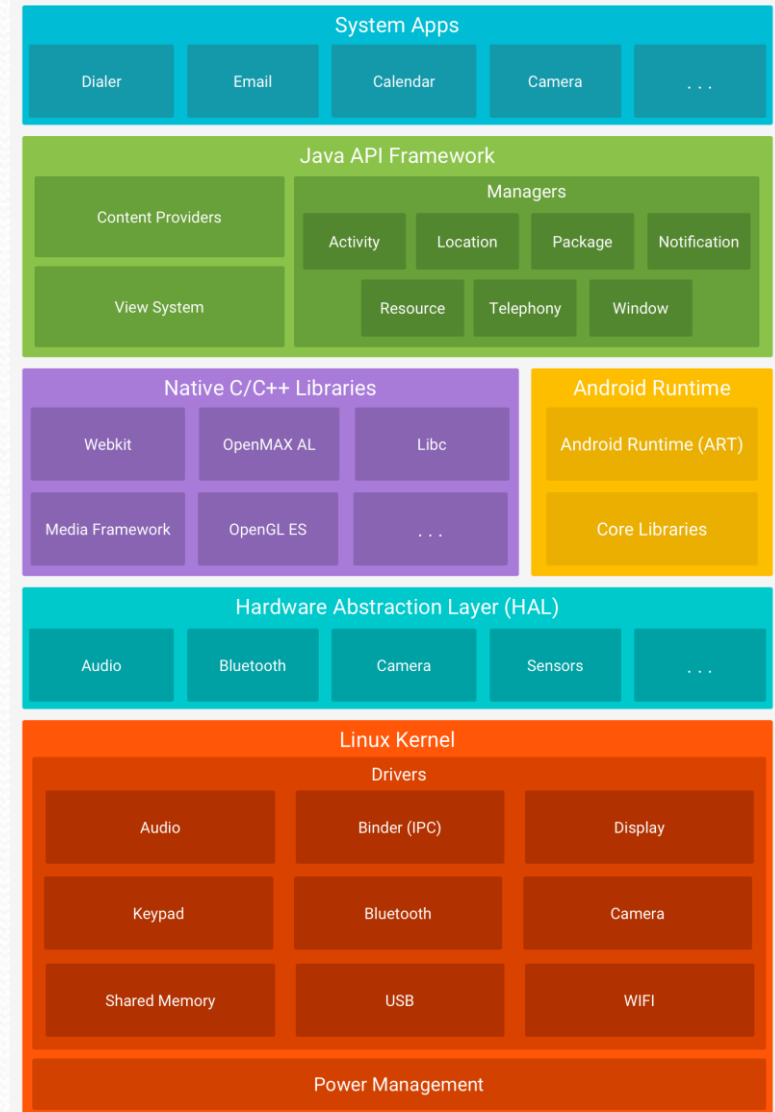 System Apps
Dialer
Email
Calendar
Camera
. . .
Java API Framework
Content Providers
View System
Managers
Activity
Location
Package
Notification
Resource
Telephony
Window
Native C/C++ Libraries
Webkit
OpenMAX AL
Libc
Media Framework
OpenGL ES
. . .
Android Runtime
Android Runtime (ART)
Core Libraries
Hardware Abstraction Layer (HAL)
Audio
Bluetooth
Camera
Sensors
. . .
Linux Kernel
Drivers
Audio
Binder (IPC)
Display
Keypad
Bluetooth
Camera
Shared Memory
USB
WIFI
Power Management